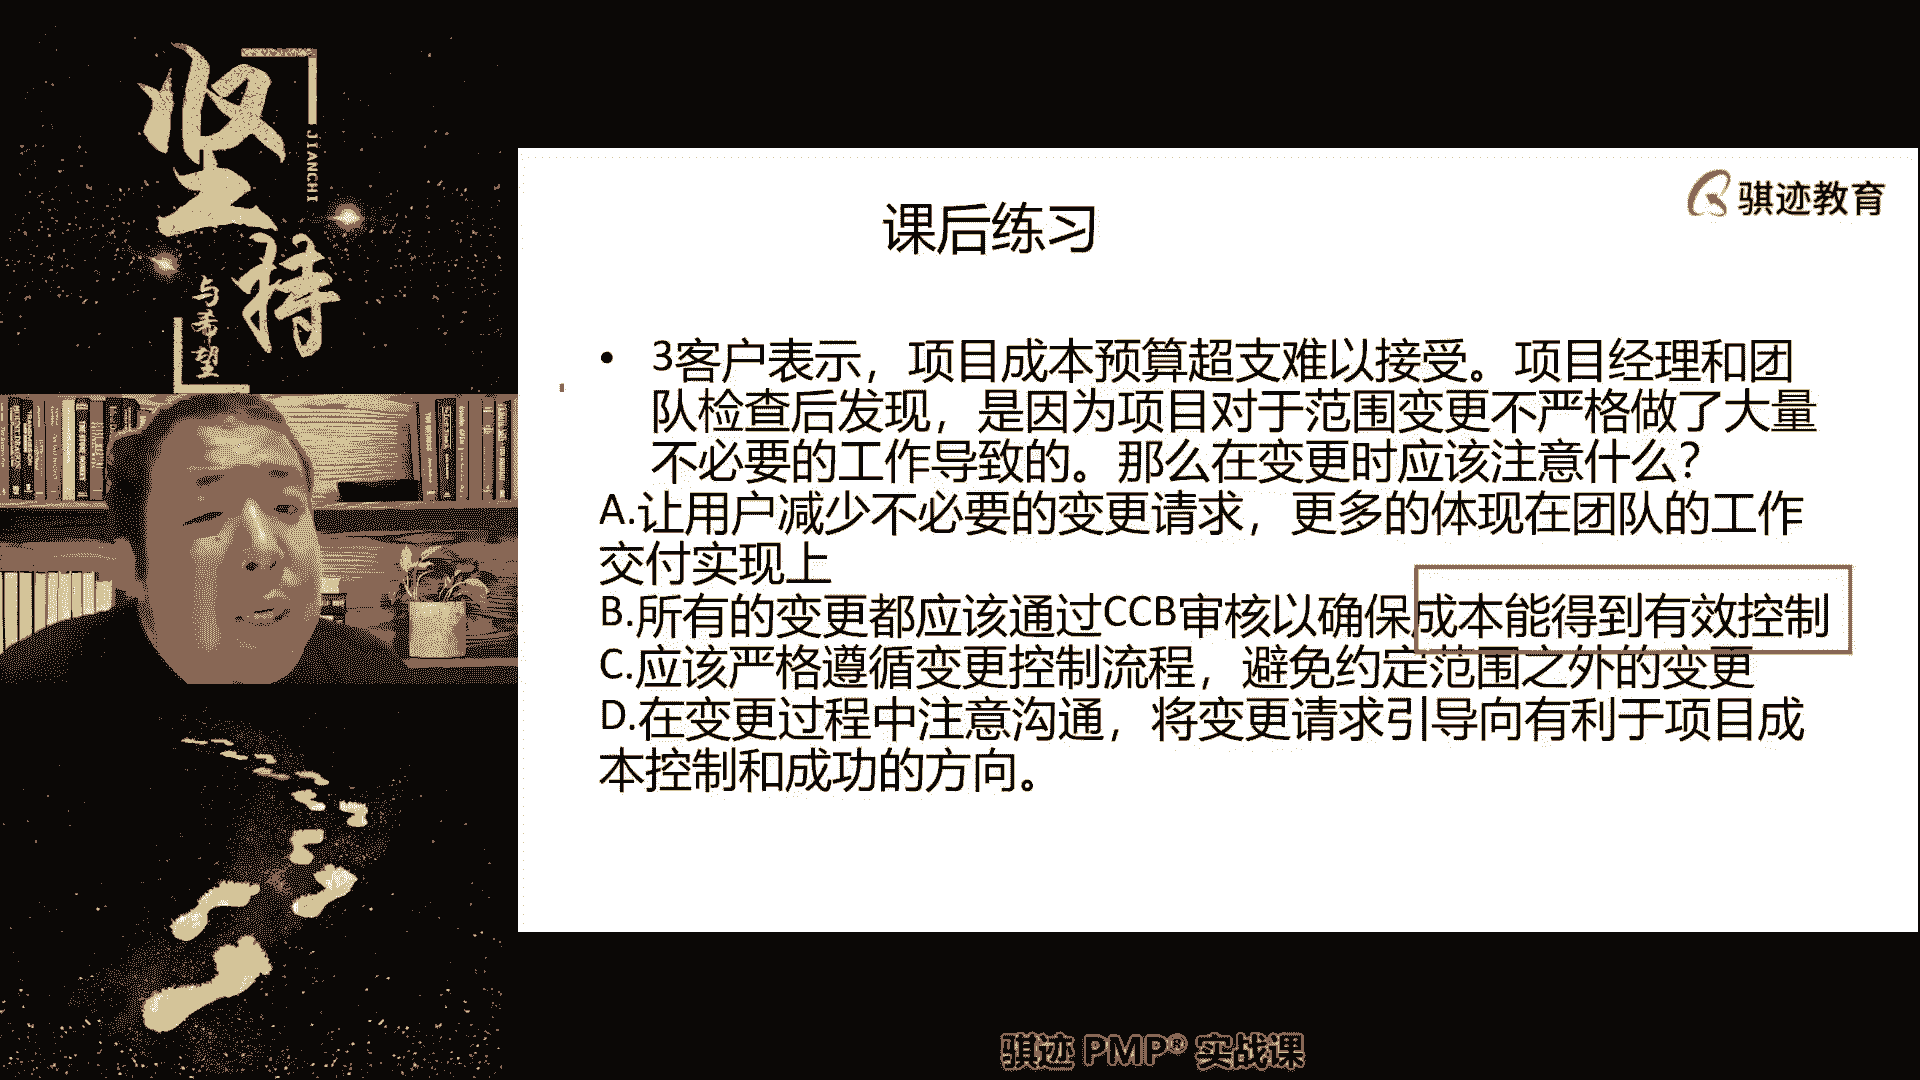 坚持
JIANCHI
与希望
骐迹教育
课后练习
• 3客户表示，项目成本预算超支难以接受。项目经理和团
队检查后发现，是因为项目对于范围变更不严格做了大量
不必要的工作导致的。那么在变更时应该注意什么？
A.让用户减少不必要的变更请求，更多的体现在团队的工作
交付实现上
B.所有的变更都应该通过CCB审核以确保成本能得到有效控制
C.应该严格遵循变更控制流程，避免约定范围之外的变更
D.在变更过程中注意沟通，将变更请求引导向有利于项目成
本控制和成功的方向。
骐迹 PMP® 实战课